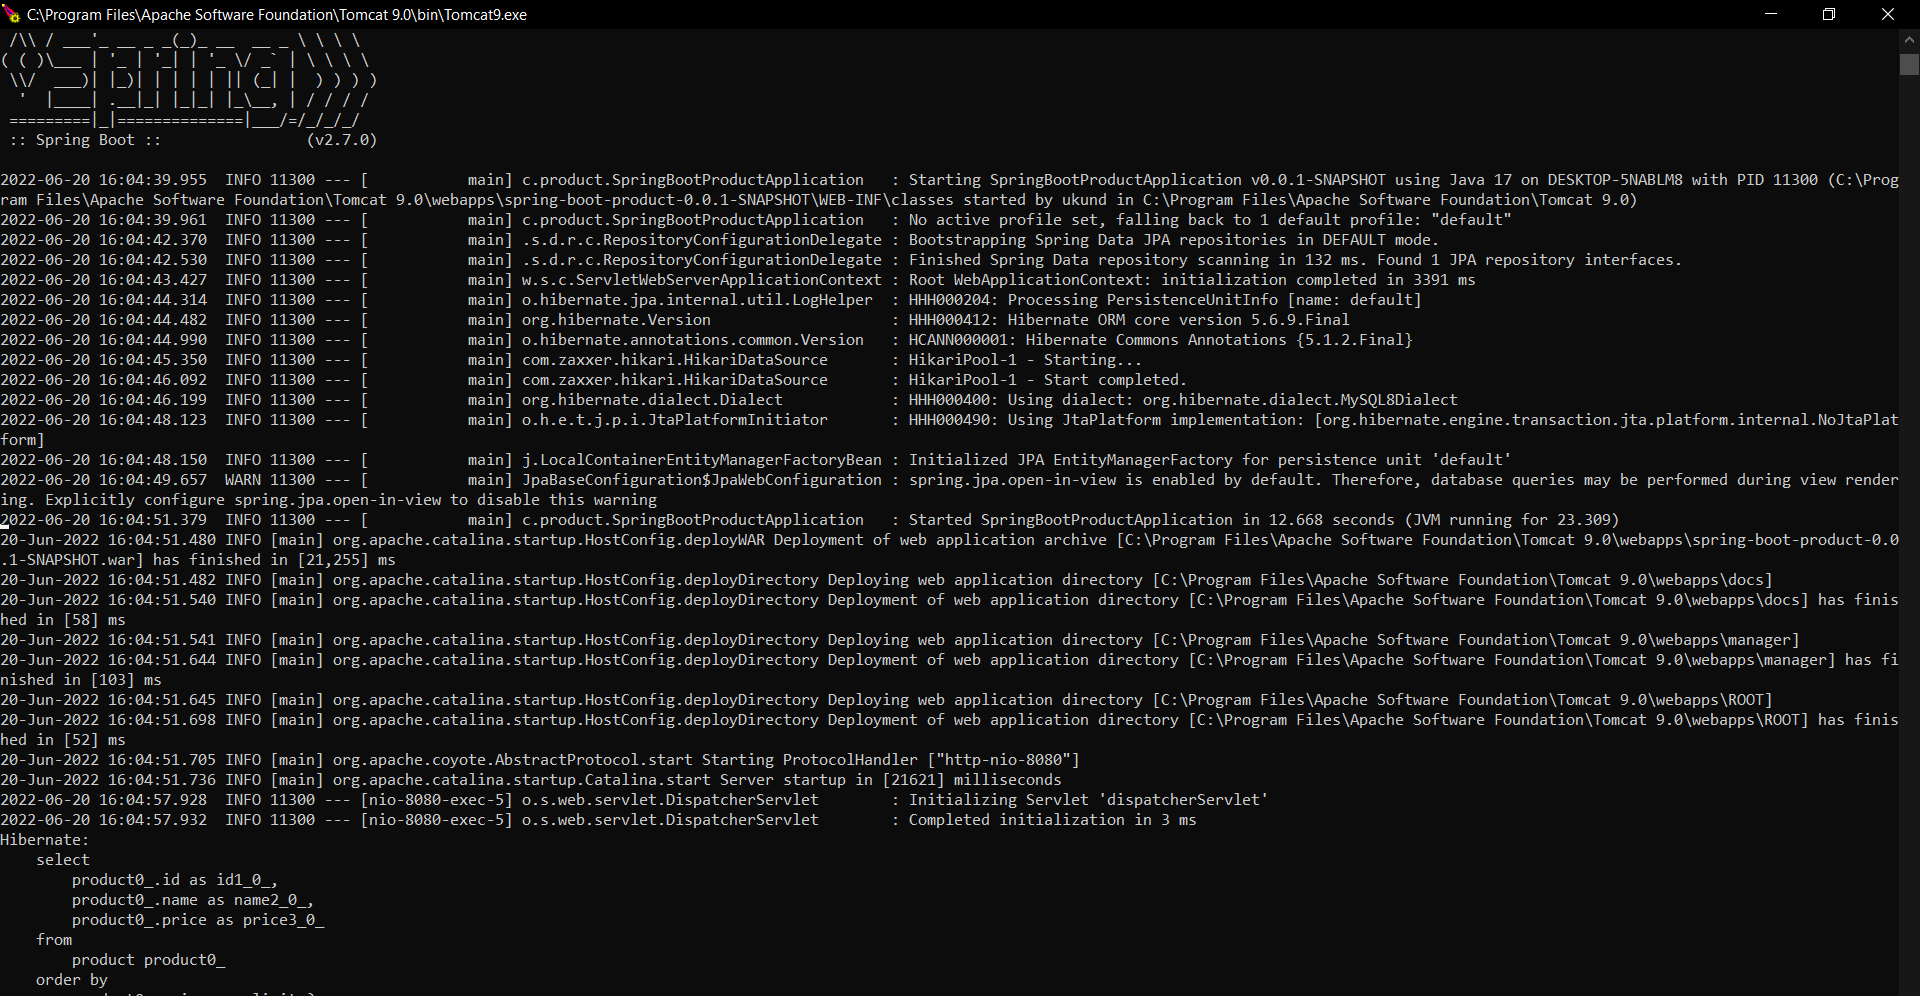 C:\Program Files\Apache Software Foundation\Tomcat 9.0\bin\Tomcat9.exe
 /\\ / ___'_ __ _ _(_)_ __  __ _ \ \ \ \
( ( )\___ | '_ | '_| | '_ \/ _` | \ \ \ \
 \\/  ___)| |_)| | | | | || (_| |  ) ) ) )
  '  |____| .__|_| |_|_| |_\__, | / / / /
 =========|_|==============|___/=/_/_/_/
 :: Spring Boot ::                (v2.7.0)

2022-06-20 16:04:39.955  INFO 11300 --- [           main] c.product.SpringBootProductApplication   : Starting SpringBootProductApplication v0.0.1-SNAPSHOT using Java 17 on DESKTOP-5NABLM8 with PID 11300 (C:\Prog
ram Files\Apache Software Foundation\Tomcat 9.0\webapps\spring-boot-product-0.0.1-SNAPSHOT\WEB-INF\classes started by ukund in C:\Program Files\Apache Software Foundation\Tomcat 9.0)
2022-06-20 16:04:39.961  INFO 11300 --- [           main] c.product.SpringBootProductApplication   : No active profile set, falling back to 1 default profile: "default"
2022-06-20 16:04:42.370  INFO 11300 --- [           main] .s.d.r.c.RepositoryConfigurationDelegate : Bootstrapping Spring Data JPA repositories in DEFAULT mode.
2022-06-20 16:04:42.530  INFO 11300 --- [           main] .s.d.r.c.RepositoryConfigurationDelegate : Finished Spring Data repository scanning in 132 ms. Found 1 JPA repository interfaces.
2022-06-20 16:04:43.427  INFO 11300 --- [           main] w.s.c.ServletWebServerApplicationContext : Root WebApplicationContext: initialization completed in 3391 ms
2022-06-20 16:04:44.314  INFO 11300 --- [           main] o.hibernate.jpa.internal.util.LogHelper  : HHH000204: Processing PersistenceUnitInfo [name: default]
2022-06-20 16:04:44.482  INFO 11300 --- [           main] org.hibernate.Version                    : HHH000412: Hibernate ORM core version 5.6.9.Final
2022-06-20 16:04:44.990  INFO 11300 --- [           main] o.hibernate.annotations.common.Version   : HCANN000001: Hibernate Commons Annotations {5.1.2.Final}
2022-06-20 16:04:45.350  INFO 11300 --- [           main] com.zaxxer.hikari.HikariDataSource       : HikariPool-1 - Starting...
2022-06-20 16:04:46.092  INFO 11300 --- [           main] com.zaxxer.hikari.HikariDataSource       : HikariPool-1 - Start completed.
2022-06-20 16:04:46.199  INFO 11300 --- [           main] org.hibernate.dialect.Dialect            : HHH000400: Using dialect: org.hibernate.dialect.MySQL8Dialect
2022-06-20 16:04:48.123  INFO 11300 --- [           main] o.h.e.t.j.p.i.JtaPlatformInitiator       : HHH000490: Using JtaPlatform implementation: [org.hibernate.engine.transaction.jta.platform.internal.NoJtaPlat
form]
2022-06-20 16:04:48.150  INFO 11300 --- [           main] j.LocalContainerEntityManagerFactoryBean : Initialized JPA EntityManagerFactory for persistence unit 'default'
2022-06-20 16:04:49.657  WARN 11300 --- [           main] JpaBaseConfiguration$JpaWebConfiguration : spring.jpa.open-in-view is enabled by default. Therefore, database queries may be performed during view render
ing. Explicitly configure spring.jpa.open-in-view to disable this warning
2022-06-20 16:04:51.379  INFO 11300 --- [           main] c.product.SpringBootProductApplication   : Started SpringBootProductApplication in 12.668 seconds (JVM running for 23.309)
20-Jun-2022 16:04:51.480 INFO [main] org.apache.catalina.startup.HostConfig.deployWAR Deployment of web application archive [C:\Program Files\Apache Software Foundation\Tomcat 9.0\webapps\spring-boot-product-0.0
.1-SNAPSHOT.war] has finished in [21,255] ms
20-Jun-2022 16:04:51.482 INFO [main] org.apache.catalina.startup.HostConfig.deployDirectory Deploying web application directory [C:\Program Files\Apache Software Foundation\Tomcat 9.0\webapps\docs]
20-Jun-2022 16:04:51.540 INFO [main] org.apache.catalina.startup.HostConfig.deployDirectory Deployment of web application directory [C:\Program Files\Apache Software Foundation\Tomcat 9.0\webapps\docs] has finis
hed in [58] ms
20-Jun-2022 16:04:51.541 INFO [main] org.apache.catalina.startup.HostConfig.deployDirectory Deploying web application directory [C:\Program Files\Apache Software Foundation\Tomcat 9.0\webapps\manager]
20-Jun-2022 16:04:51.644 INFO [main] org.apache.catalina.startup.HostConfig.deployDirectory Deployment of web application directory [C:\Program Files\Apache Software Foundation\Tomcat 9.0\webapps\manager] has fi
nished in [103] ms
20-Jun-2022 16:04:51.645 INFO [main] org.apache.catalina.startup.HostConfig.deployDirectory Deploying web application directory [C:\Program Files\Apache Software Foundation\Tomcat 9.0\webapps\ROOT]
20-Jun-2022 16:04:51.698 INFO [main] org.apache.catalina.startup.HostConfig.deployDirectory Deployment of web application directory [C:\Program Files\Apache Software Foundation\Tomcat 9.0\webapps\ROOT] has finis
hed in [52] ms
20-Jun-2022 16:04:51.705 INFO [main] org.apache.coyote.AbstractProtocol.start Starting ProtocolHandler ["http-nio-8080"]
20-Jun-2022 16:04:51.736 INFO [main] org.apache.catalina.startup.Catalina.start Server startup in [21621] milliseconds
2022-06-20 16:04:57.928  INFO 11300 --- [nio-8080-exec-5] o.s.web.servlet.DispatcherServlet        : Initializing Servlet 'dispatcherServlet'
2022-06-20 16:04:57.932  INFO 11300 --- [nio-8080-exec-5] o.s.web.servlet.DispatcherServlet        : Completed initialization in 3 ms
Hibernate:
    select
        product0_.id as id1_0_,
        product0_.name as name2_0_,
        product0_.price as price3_0_
    from
        product product0_
    order by